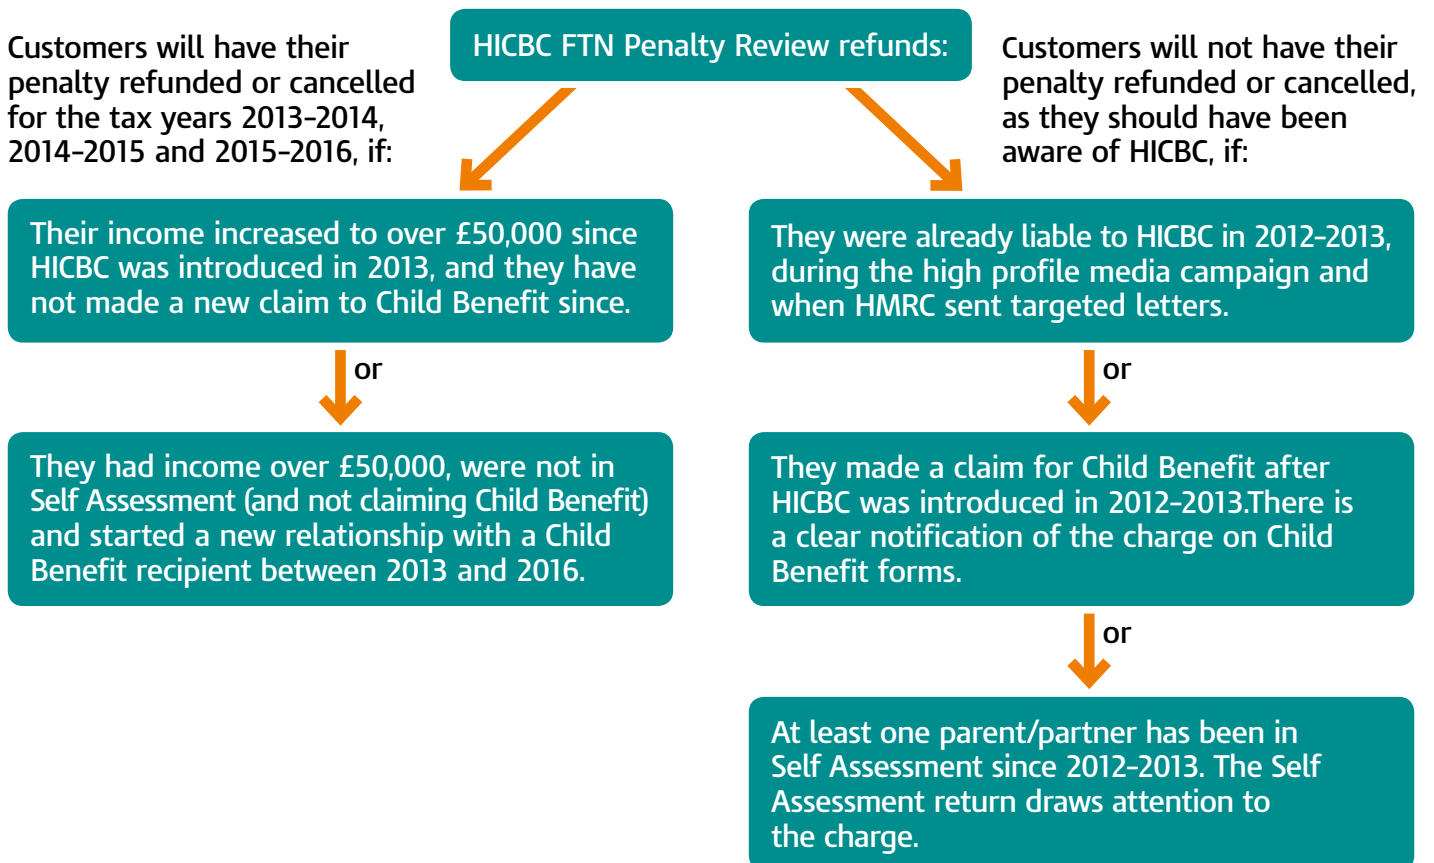 HICBC FTN Penalty Review refunds:
Customers will have their
penalty refunded or cancelled
for the tax years 2013–2014,
2014–2015 and 2015–2016, if:
Their income increased to over £50,000 since
HICBC was introduced in 2013, and they have
not made a new claim to Child Benefit since.
or
They had income over £50,000, were not in
Self Assessment (and not claiming Child Benefit)
and started a new relationship with a Child
Benefit recipient between 2013 and 2016.
Customers will not have their
penalty refunded or cancelled,
as they should have been
aware of HICBC, if:
They were already liable to HICBC in 2012–2013,
during the high profile media campaign and
when HMRC sent targeted letters.
or
They made a claim for Child Benefit after
HICBC was introduced in 2012–2013.There is
a clear notification of the charge on Child
Benefit forms.
or
At least one parent/partner has been in
Self Assessment since 2012–2013. The Self
Assessment return draws attention to
the charge.